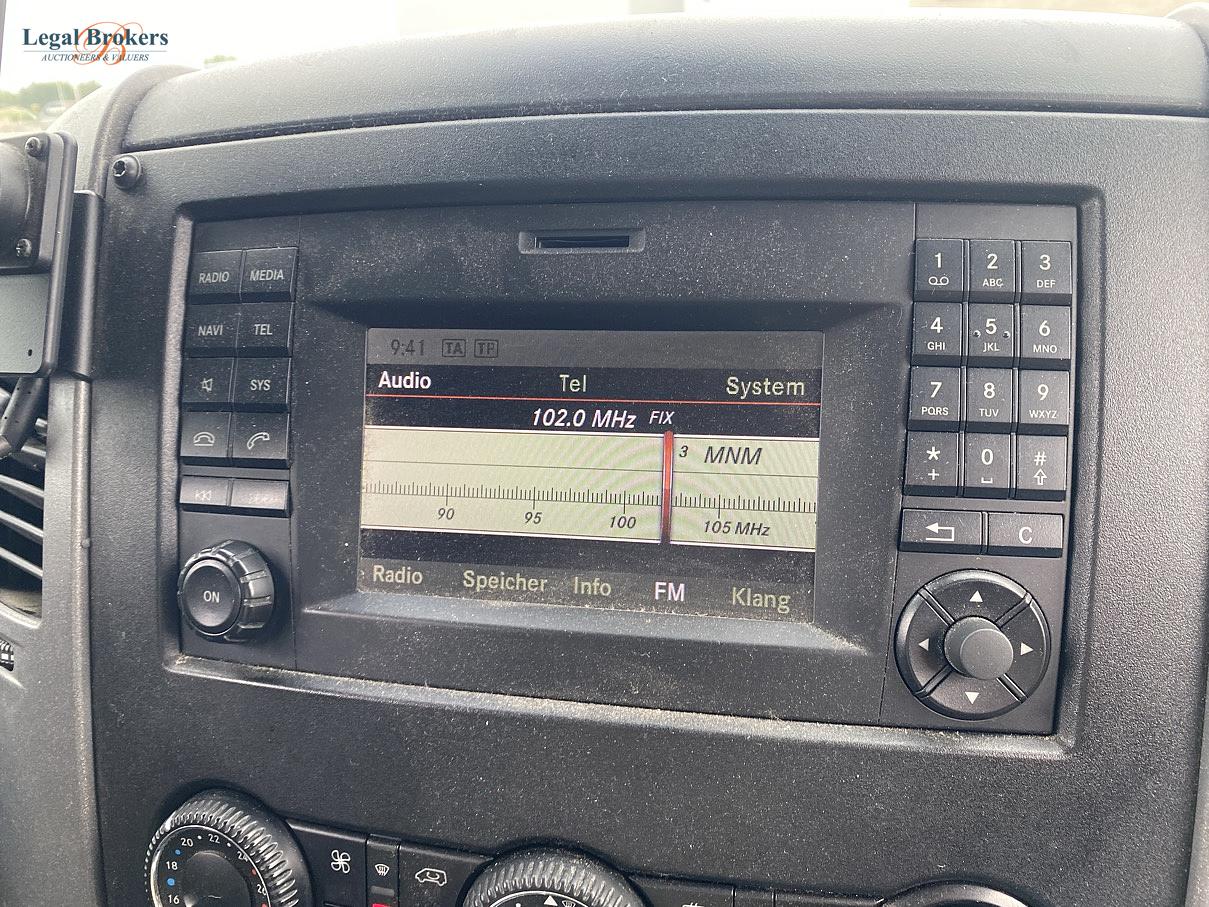 Legal Brokers
AUCTIONEERS & VALUERS
RADIO MEDIA
NAVI TEL
SYS
ON
9:41 TA TP
Audio Tel System
102.0 MHz FIX
3 MNM
90 95 100 105 MHz
Radio Speicher Info FM Klang
1 2 3
ABC DEF
4 5 6
GHI JKL MNO
7 8 9
PQRS TUV WXYZ
* 0 #
+
C
16 18 20 22 24 26